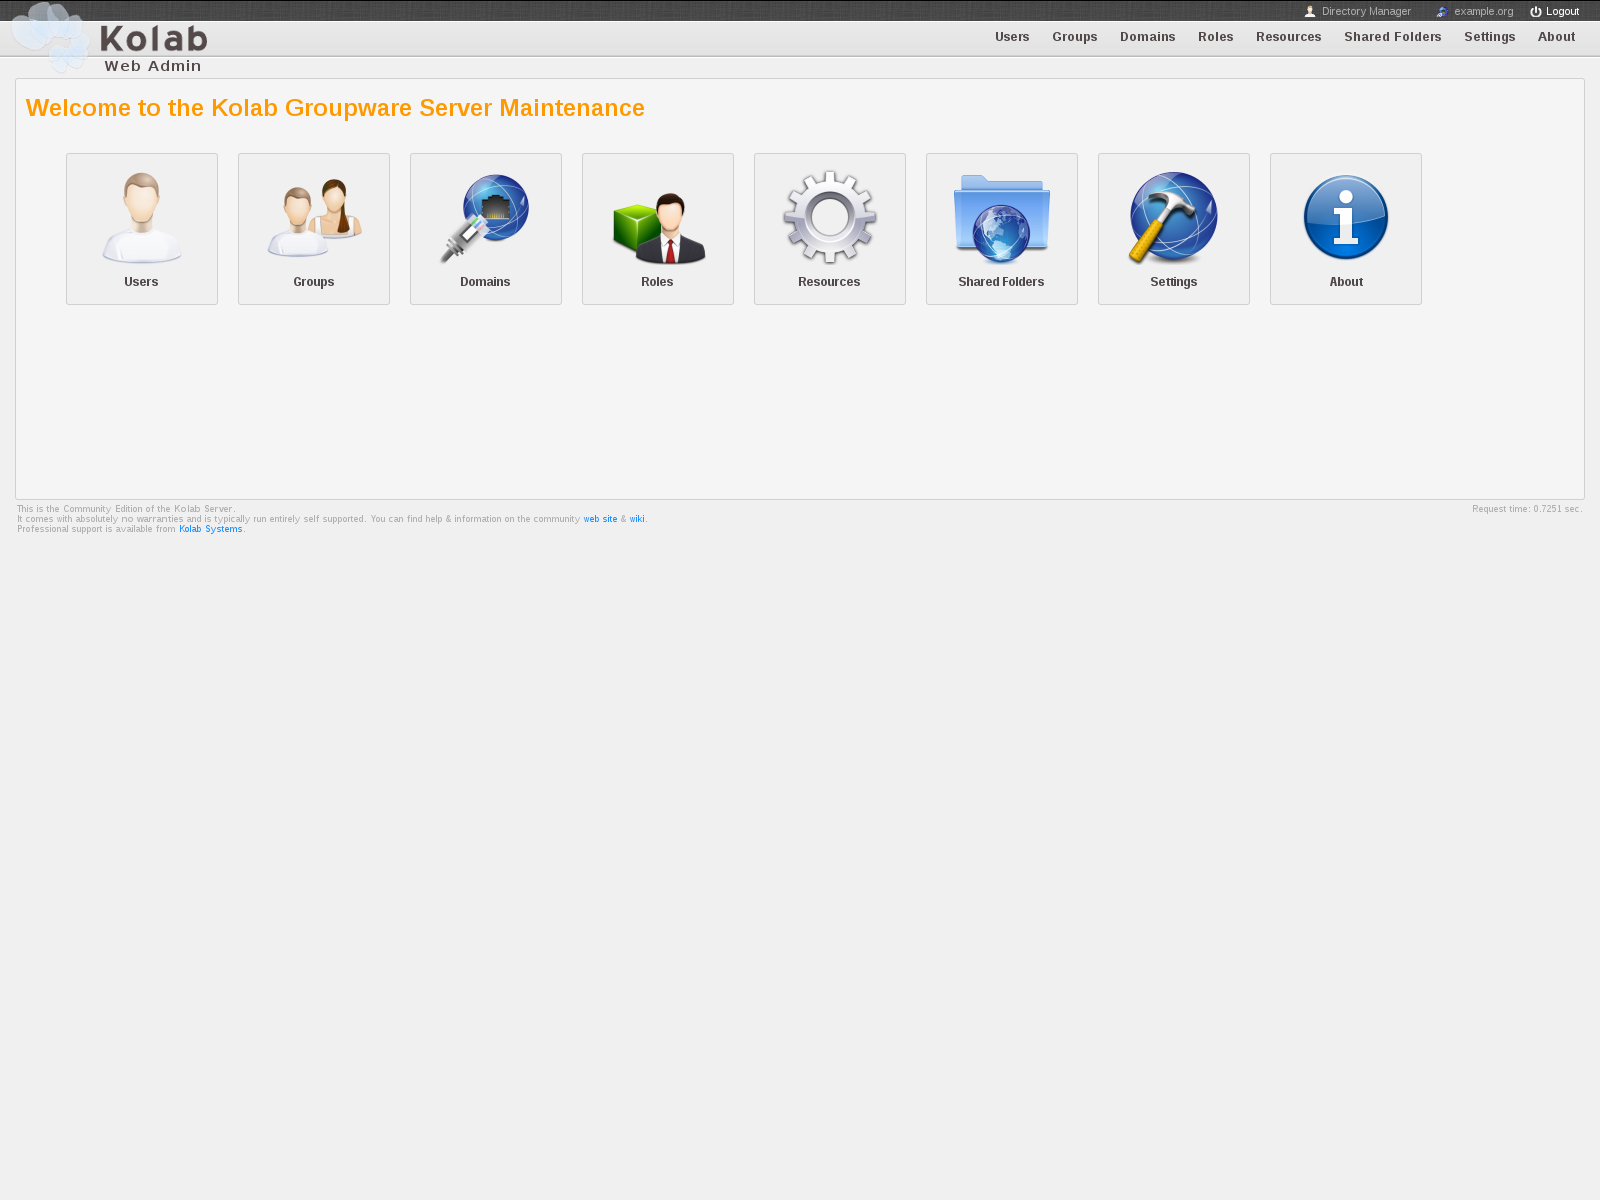 Directory Manager example.org Logout
Kolab
Web Admin
Users Groups Domains Roles Resources Shared Folders Settings About
Welcome to the Kolab Groupware Server Maintenance
Users Groups Domains Roles Resources Shared Folders Settings About
This is the Community Edition of the Kolab Server.
It comes with absolutely no warranties and is typically run entirely self supported. You can find help & information on the community web site & wiki.
Professional support is available from Kolab Systems.
Request time: 0.7251 sec.